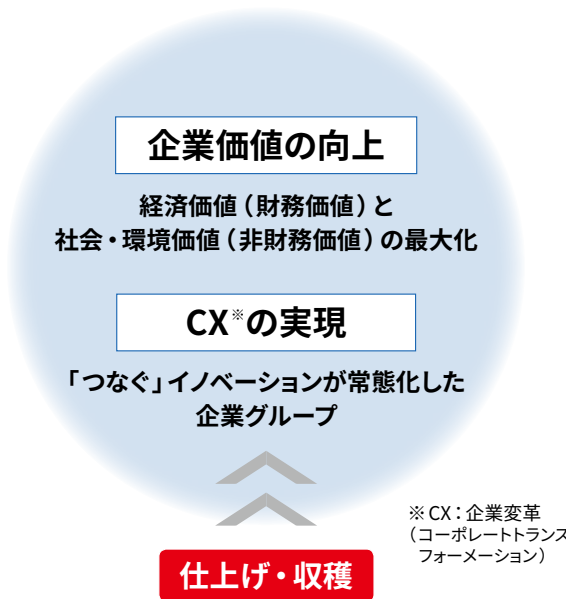 企業価値の向上
経済価値（財務価値）と
社会・環境価値（非財務価値）の最大化
CX※の実現
「つなぐ」イノベーションが常態化した
企業グループ
※CX：企業変革
（コーポレートトランス
フォーメーション）
仕上げ・収穫